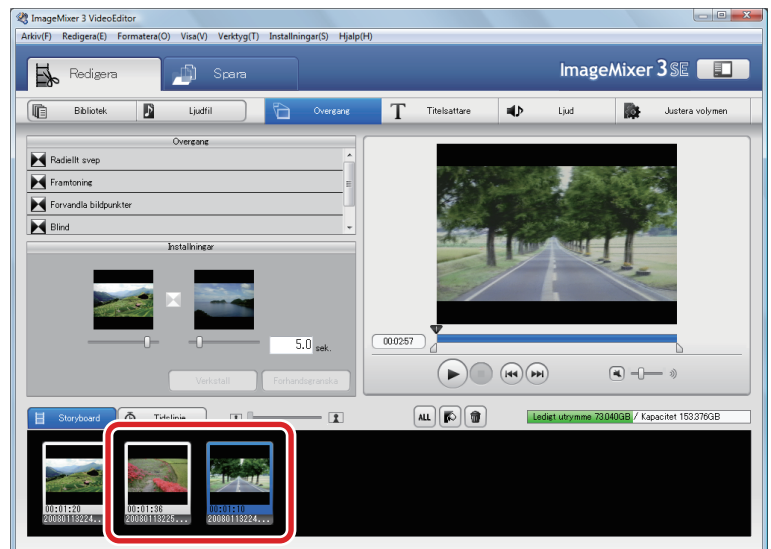 ImageMixer 3 VideoEditor
Arkiv(F) Redigera(E) Formatera(O) Visa(V) Verktyg(T) Installningar(S) Hjalp(H)
Redigera Spara ImageMixer 3 SE
Bibliotek Ljudfil Overgang T Titelsattare Ljud Justera volymen
Overgang
Radiellt svep
Framtoning
Forvandla bildpunkter
Blind
Installningar
5.0 sek.
Verkstall Forhandsgranska
00:02:57
Storyboard Tidslinje ALL Ledigt utrymme 73.040GB / Kapacitet 153.376GB
00:01:20 00:01:36 00:01:10
20080113224... 20080113225... 20080113224...